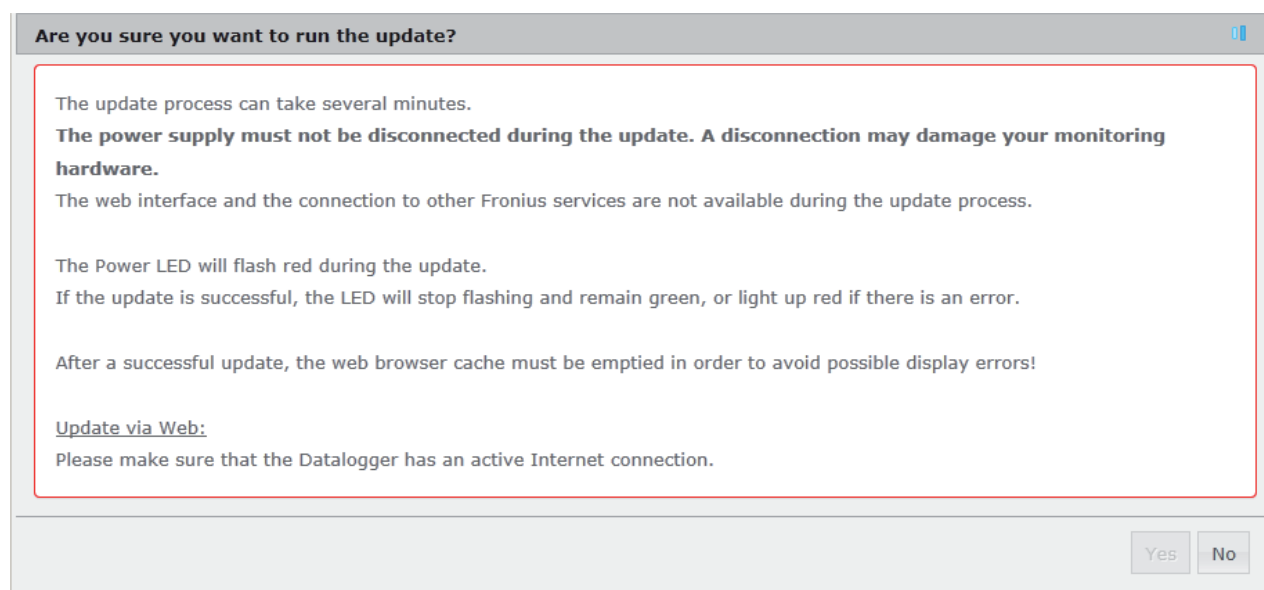 Are you sure you want to run the update?
The update process can take several minutes.
The power supply must not be disconnected during the update. A disconnection may damage your monitoring
hardware.
The web interface and the connection to other Fronius services are not available during the update process.
The Power LED will flash red during the update.
If the update is successful, the LED will stop flashing and remain green, or light up red if there is an error.
After a successful update, the web browser cache must be emptied in order to avoid possible display errors!
Update via Web:
Please make sure that the Datalogger has an active Internet connection.
Yes No